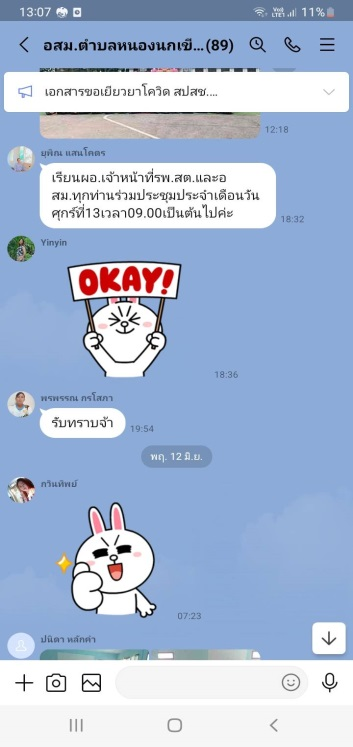 13:07
11%
อสม.ตำบลหนองนกเขี...(89)
เอกสารขอเยียวยาโควิด สปสช....
12:18
ยุพิณ แสนโคตร
เรียนผอ.เจ้าหน้าที่รพ.สต.และอ
สม.ทุกท่านร่วมประชุมประจำเดือนวัน
ศุกร์ที่13เวลา09.00เป็นต้นไปค่ะ
18:32
Yinyin
OKAY!
18:36
พรพรรณ กรโสภา
รับทราบจ้า
19:54
พฤ. 12 มิ.ย.
กวินทิพย์
07:23
ปนิดา หลักคำ